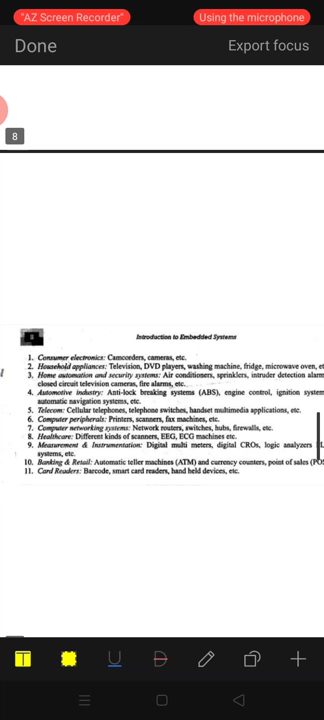 "AZ Screen Recorder"
Using the microphone
Done
Export focus
8
Introduction to Embedded Systems
1. Consumer electronics: Camcorders, cameras, etc.
2. Household appliances: Television, DVD players, washing machine, fridge, microwave oven, et
3. Home automation and security systems: Air conditioners, sprinklers, intruder detection alarm
closed circuit television cameras, fire alarms, etc.
4. Automotive industry: Anti-lock breaking systems (ABS), engine control, ignition system
automatic navigation systems, etc.
5. Telecom: Cellular telephones, telephone switches, handset multimedia applications, etc.
6. Computer peripherals: Printers, scanners, fax machines, etc.
7. Computer networking systems: Network routers, switches, hubs, firewalls, etc.
8. Healthcare: Different kinds of scanners, EEG, ECG machines etc.
9. Measurement & Instrumentation: Digital multi meters, digital CROs, logic analyzers
systems, etc.
10. Banking & Retail: Automatic teller machines (ATM) and currency counters, point of sales (POS
11. Card Readers: Barcode, smart card readers, hand held devices, etc.